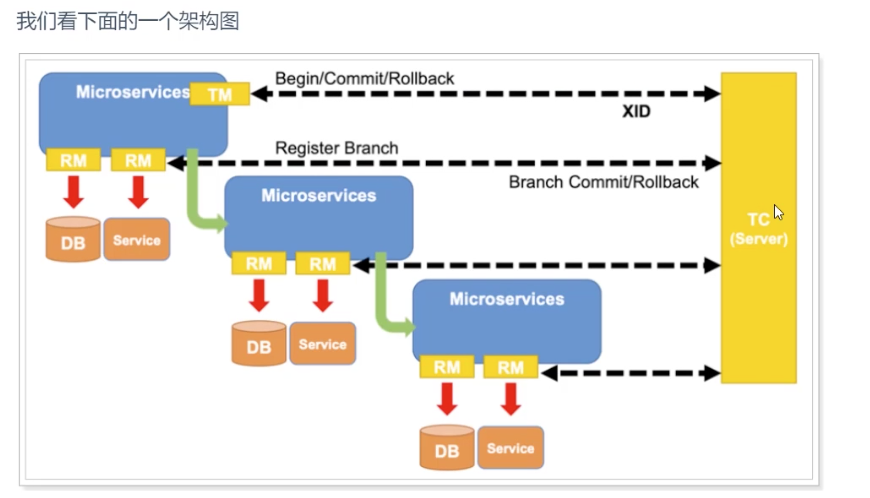 我们看下面的一个架构图
Microservices
TM
Begin/Commit/Rollback
XID
RM
RM
Register Branch
Branch Commit/Rollback
DB
Service
Microservices
TC
(Server)
RM
RM
DB
Service
Microservices
RM
RM
DB
Service